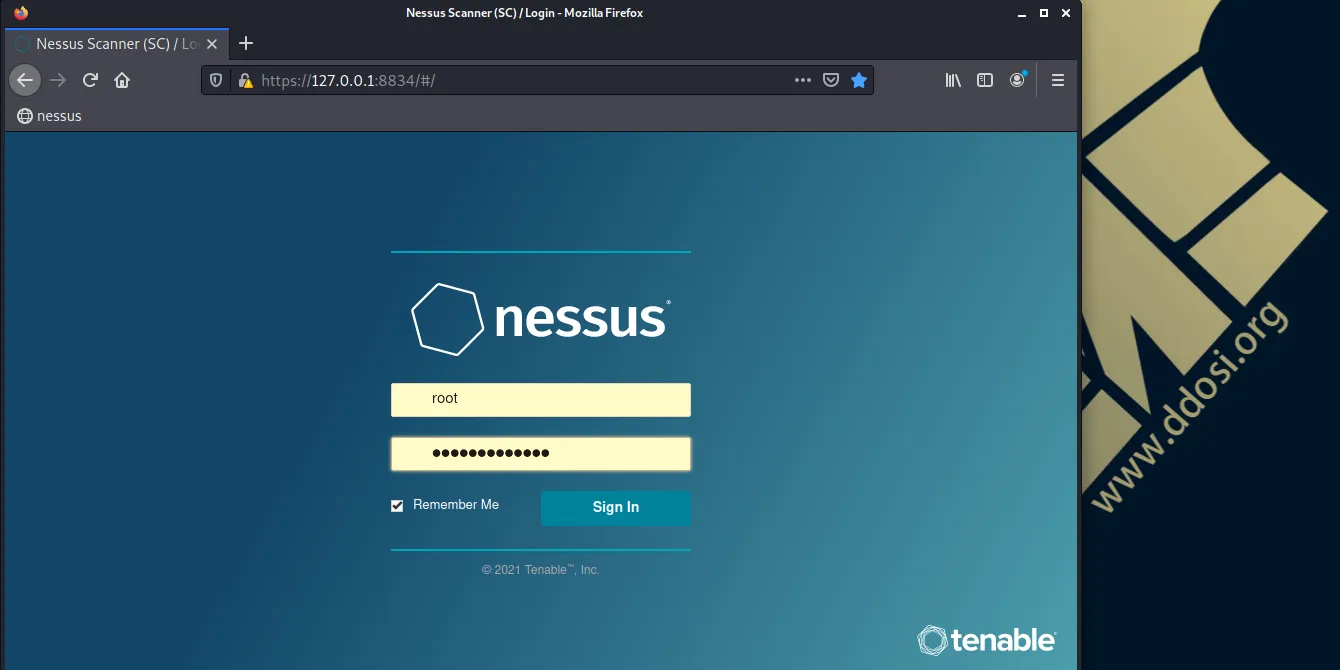 Nessus Scanner (SC) / Login - Mozilla Firefox
Nessus Scanner (SC) / Lo
https://127.0.0.1:8834/#/
nessus
nessus®
root
●●●●●●●●●●●●●
Remember Me
Sign In
© 2021 Tenable™, Inc.
tenable®
www.ddosi.org